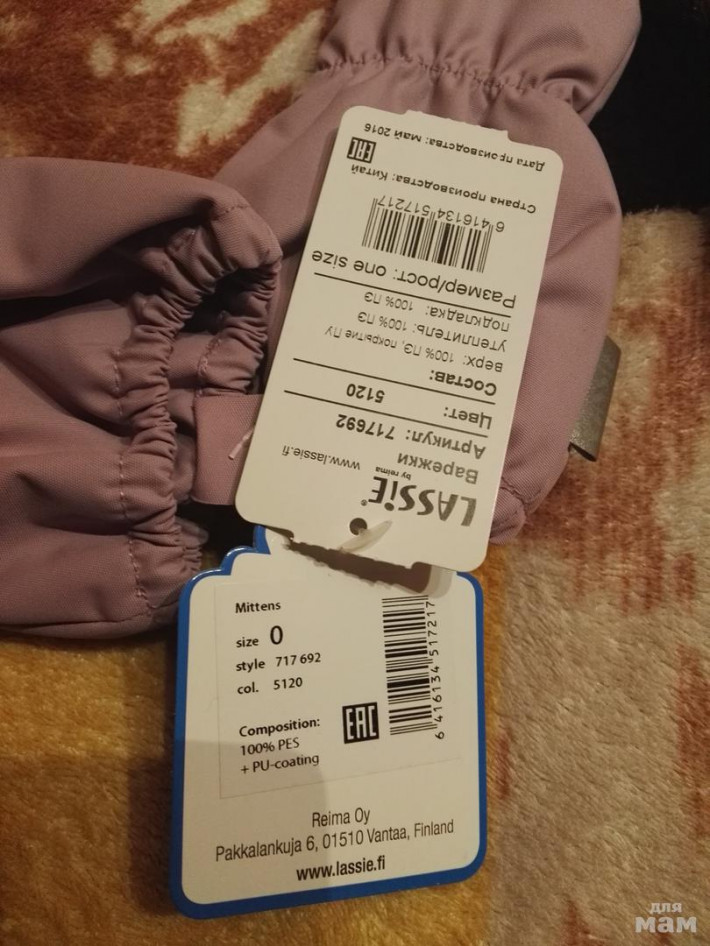 LASSIE®
by reima
www.lassie.fi
Варежки
Артикул: 717692
Цвет: 5120
Состав:
верх: 100% ПЭ, покрытие ПУ
утеплитель: 100% ПЭ
подкладка: 100% ПЭ
Размер/рост: one size
6 416134 517217
Страна производства: Китай
Дата производства: май 2016
EAC
Mittens
size 0
style 717 692
col. 5120
Composition:
100% PES
+ PU-coating
EAC
6 416134 517217
Reima Oy
Pakkalankuja 6, 01510 Vantaa, Finland
www.lassie.fi
для
мам